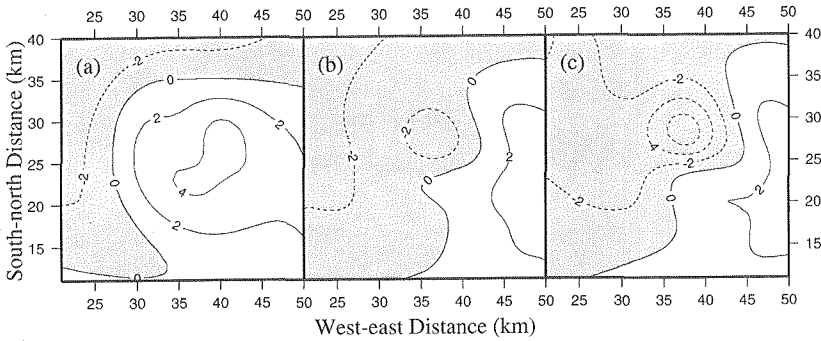 25 30 35 40 45 50 25 30 35 40 45 50 25 30 35 40 45 50
40 (a) -2 0 (b) 0 (c) -2 0 40
35 35
30 2 2 -2 30
25 4 -2 0 2 4 -2 25
20 -2 0 2 -2 0 2 20
15 0 15
25 30 35 40 45 50 25 30 35 40 45 50 25 30 35 40 45 50
South-north Distance (km)
West-east Distance (km)